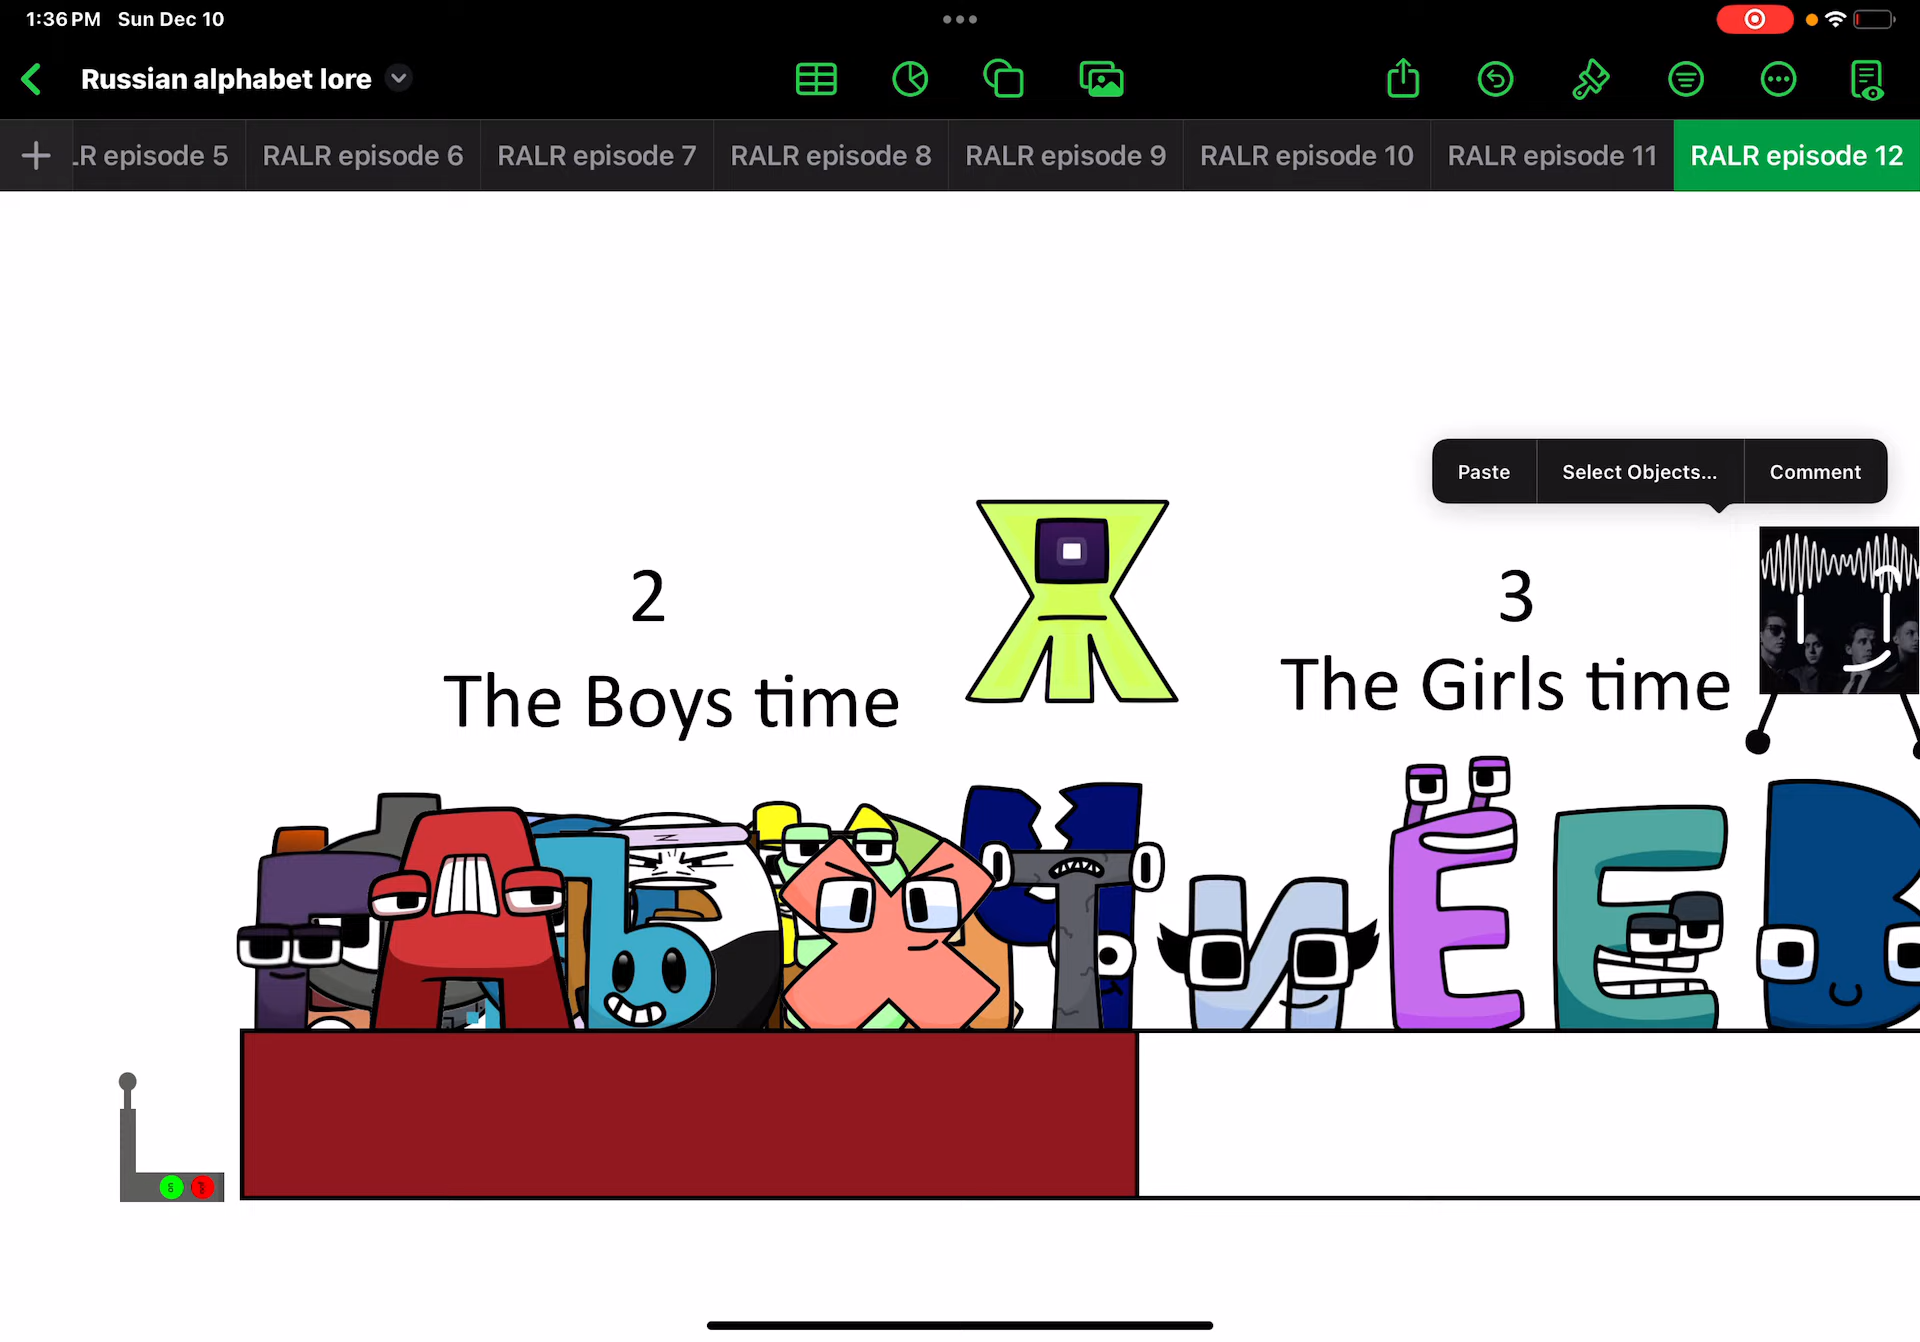 1:36 PM Sun Dec 10
Russian alphabet lore
LR episode 5
RALR episode 6
RALR episode 7
RALR episode 8
RALR episode 9
RALR episode 10
RALR episode 11
RALR episode 12
Paste
Select Objects...
Comment
2
The Boys time
3
The Girls time